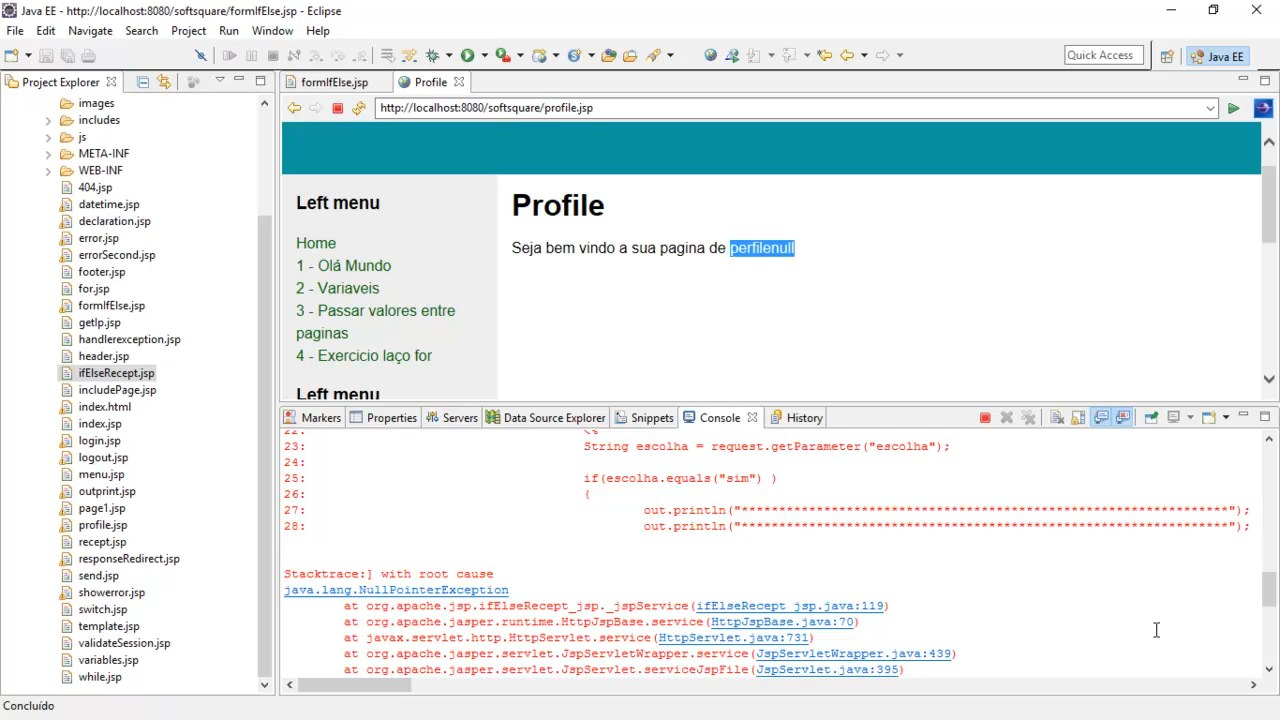 Java EE - http://localhost:8080/softsquare/formIfElse.jsp - Eclipse
File Edit Navigate Search Project Run Window Help
Quick Access
Java EE
Project Explorer
formIfElse.jsp
Profile
http://localhost:8080/softsquare/profile.jsp
images
includes
js
META-INF
WEB-INF
404.jsp
datetime.jsp
declaration.jsp
error.jsp
errorSecond.jsp
footer.jsp
for.jsp
formIfElse.jsp
getIp.jsp
handlerexception.jsp
header.jsp
ifElseRecept.jsp
includePage.jsp
index.html
index.jsp
login.jsp
logout.jsp
menu.jsp
outprint.jsp
page1.jsp
profile.jsp
recept.jsp
responseRedirect.jsp
send.jsp
showerror.jsp
switch.jsp
template.jsp
validateSession.jsp
variables.jsp
while.jsp
Left menu
Home
1 - Olá Mundo
2 - Variaveis
3 - Passar valores entre
paginas
4 - Exercicio laço for
Left menu
Profile
Seja bem vindo a sua pagina de perfilenull
Markers Properties Servers Data Source Explorer Snippets Console History
22: <%
23: String escolha = request.getParameter("escolha");
24:
25: if(escolha.equals("sim") )
26: {
27: out.println("*****************************************************************");
28: out.println("*****************************************************************");
Stacktrace:] with root cause
java.lang.NullPointerException
at org.apache.jsp.ifElseRecept_jsp._jspService(ifElseRecept_jsp.java:119)
at org.apache.jasper.runtime.HttpJspBase.service(HttpJspBase.java:70)
at javax.servlet.http.HttpServlet.service(HttpServlet.java:731)
at org.apache.jasper.servlet.JspServletWrapper.service(JspServletWrapper.java:439)
at org.apache.jasper.servlet.JspServlet.serviceJspFile(JspServlet.java:395)
Concluído